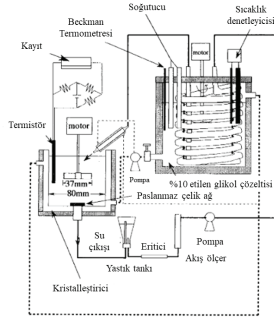 Beckman
Termometresi
Soğutucu
Sıcaklık
denetleyicisi
Kayıt
motor
Termistör
motor
Pompa
%10 etilen glikol çözeltisi
37mm
80mm
Paslanmaz çelik ağ
Su
çıkışı
Yastık tankı
Eritici
Pompa
Akış ölçer
Kristalleştirici